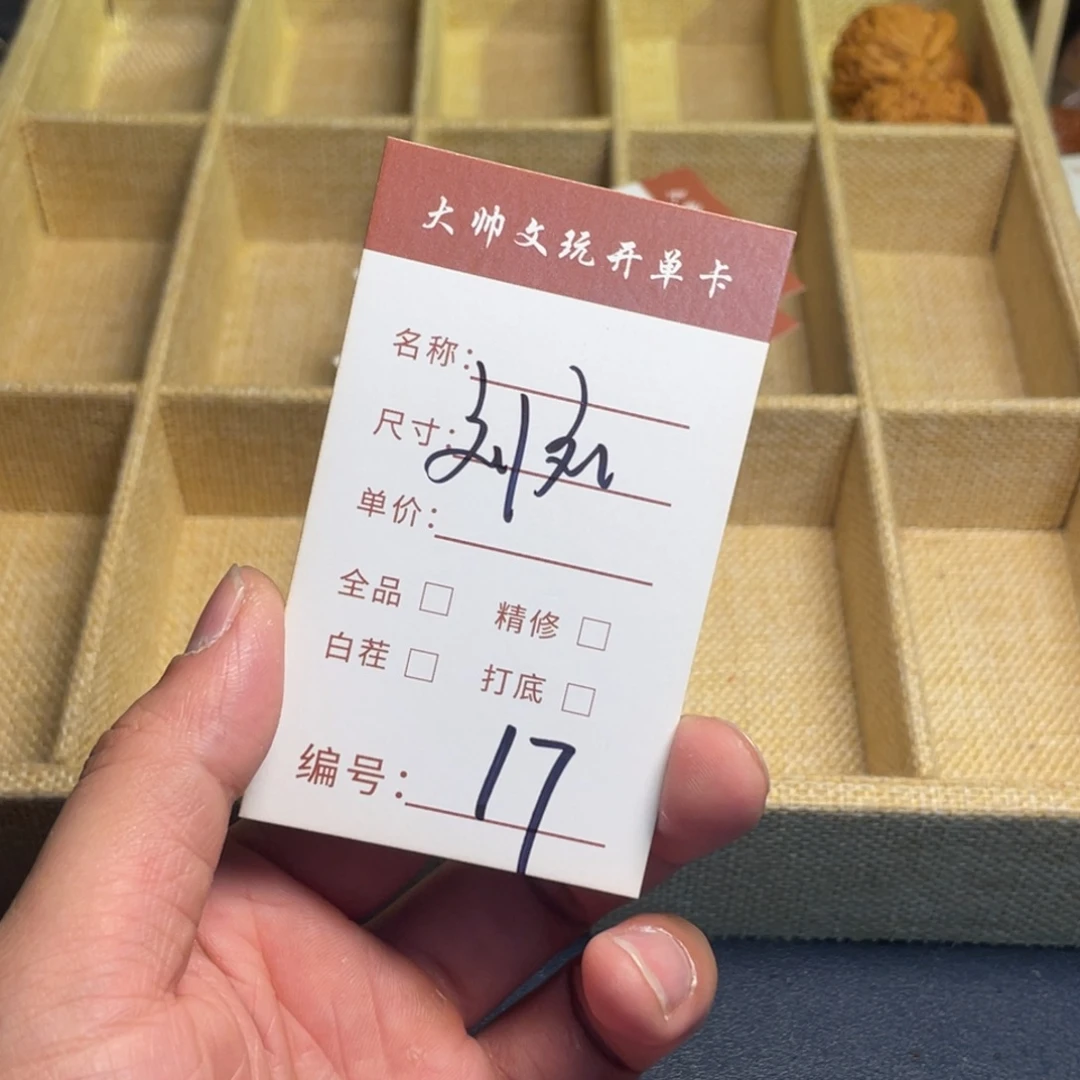 大帅文玩开单卡
名称：
尺寸：
刘
单价：
全品 □ 精修 □
白茬 □ 打底 □
编号：17